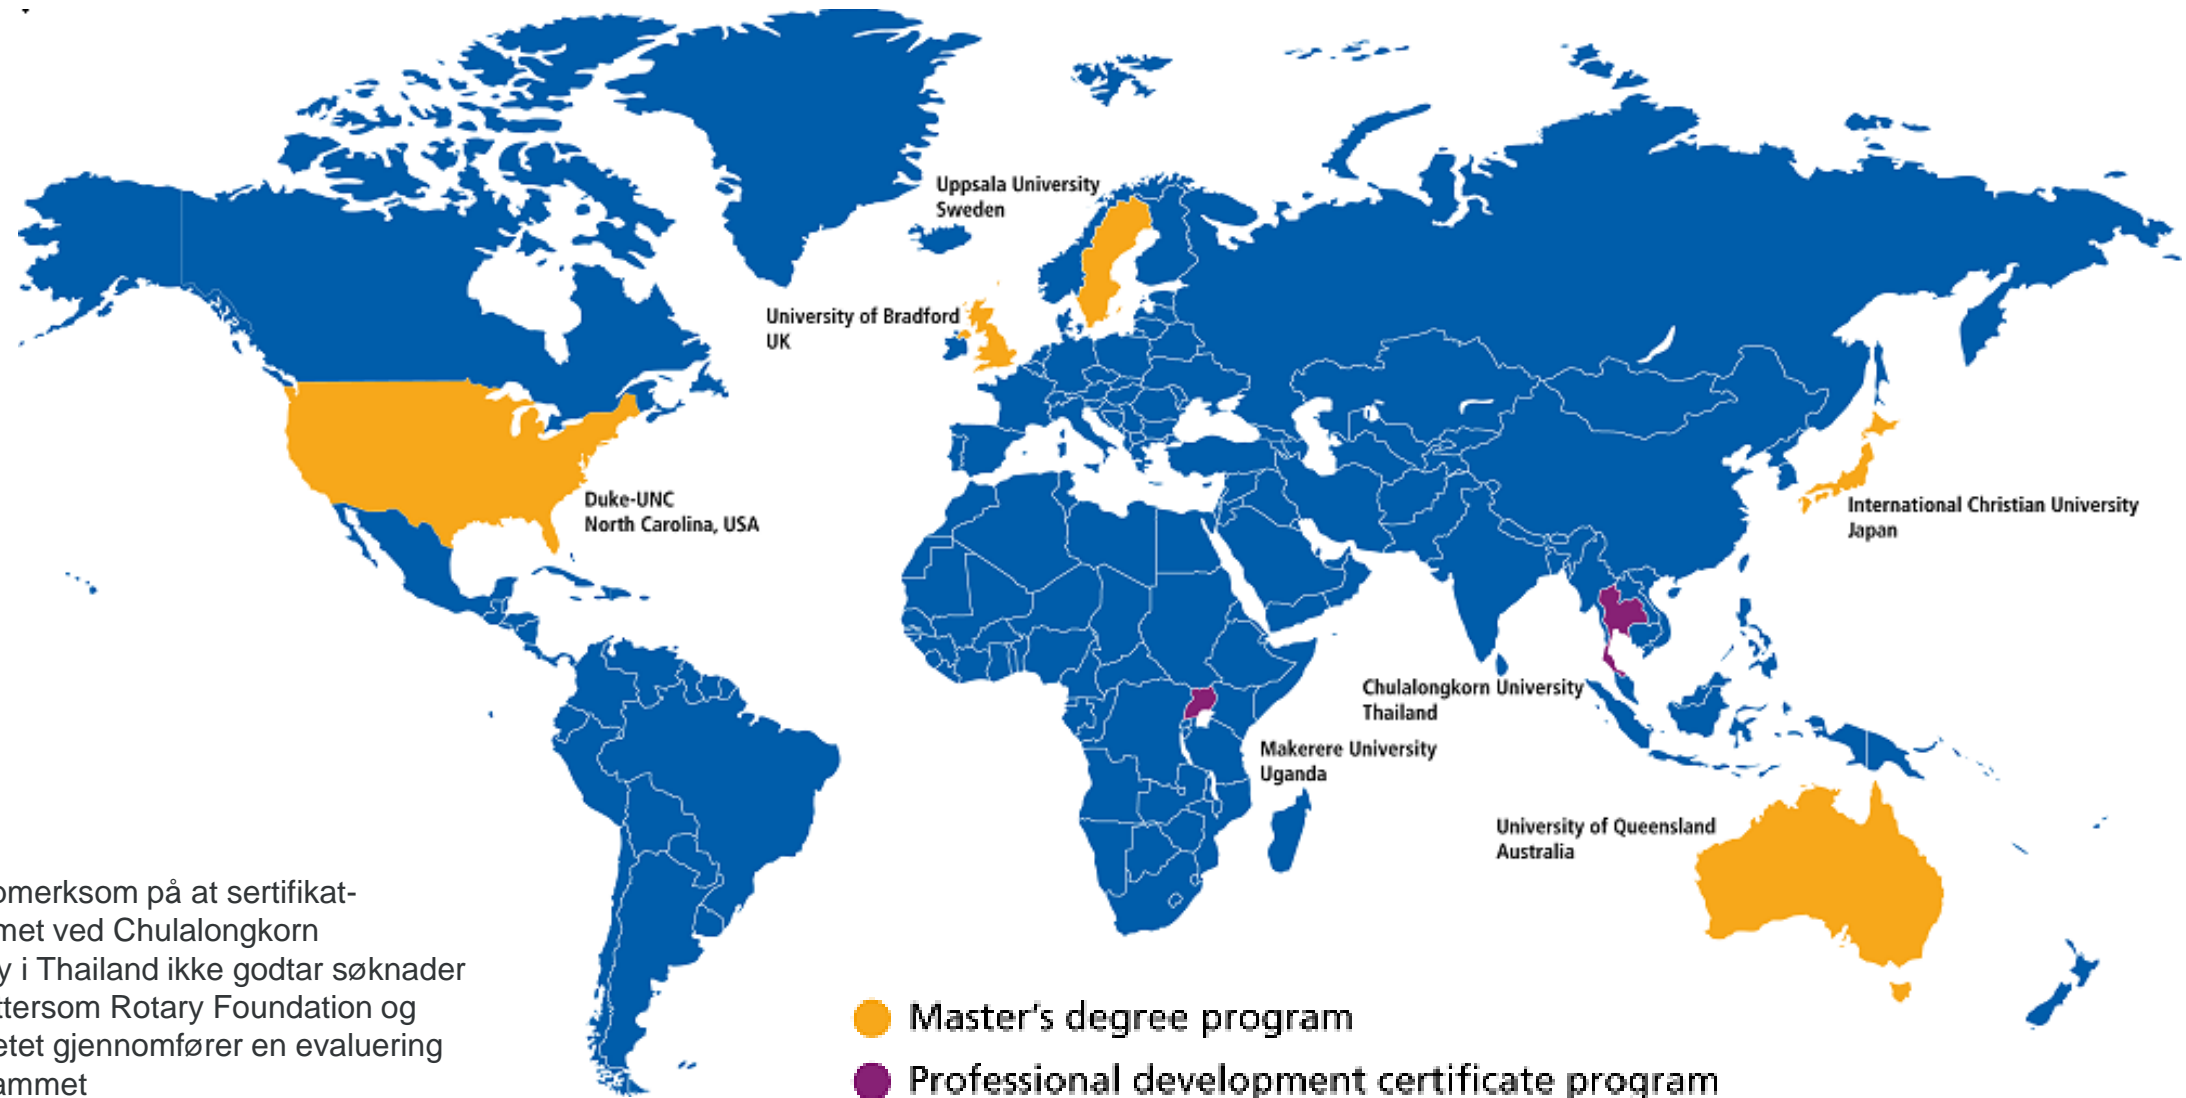 Uppsala University
Sweden
University of Bradford
UK
Duke-UNC
North Carolina, USA
International Christian University
Japan
Chulalongkorn University
Thailand
Makerere University
Uganda
University of Queensland
Australia
omerksom på at sertifikat-
met ved Chulalongkorn
y i Thailand ikke godtar søknader
ttersom Rotary Foundation og
etet gjennomfører en evaluering
ammet
Master's degree program
Professional development certificate program